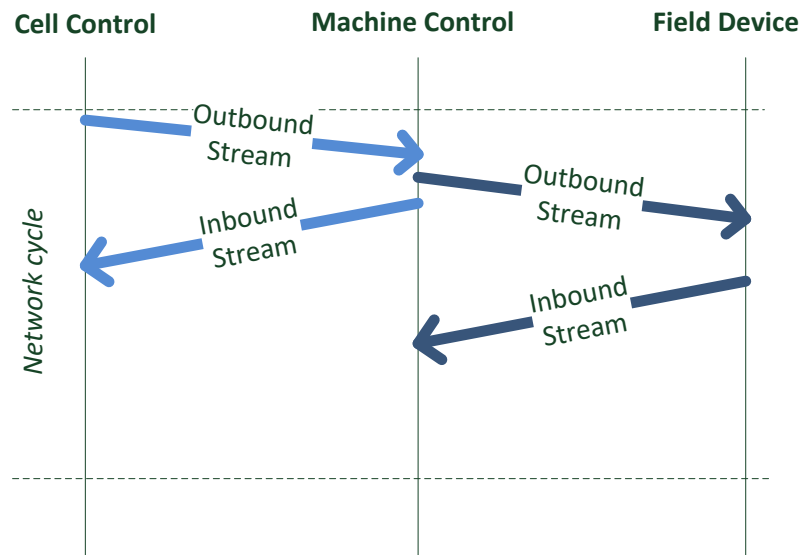 Cell Control
Machine Control
Field Device
Outbound
Stream
Outbound
Stream
Inbound
Stream
Inbound
Stream
Network cycle